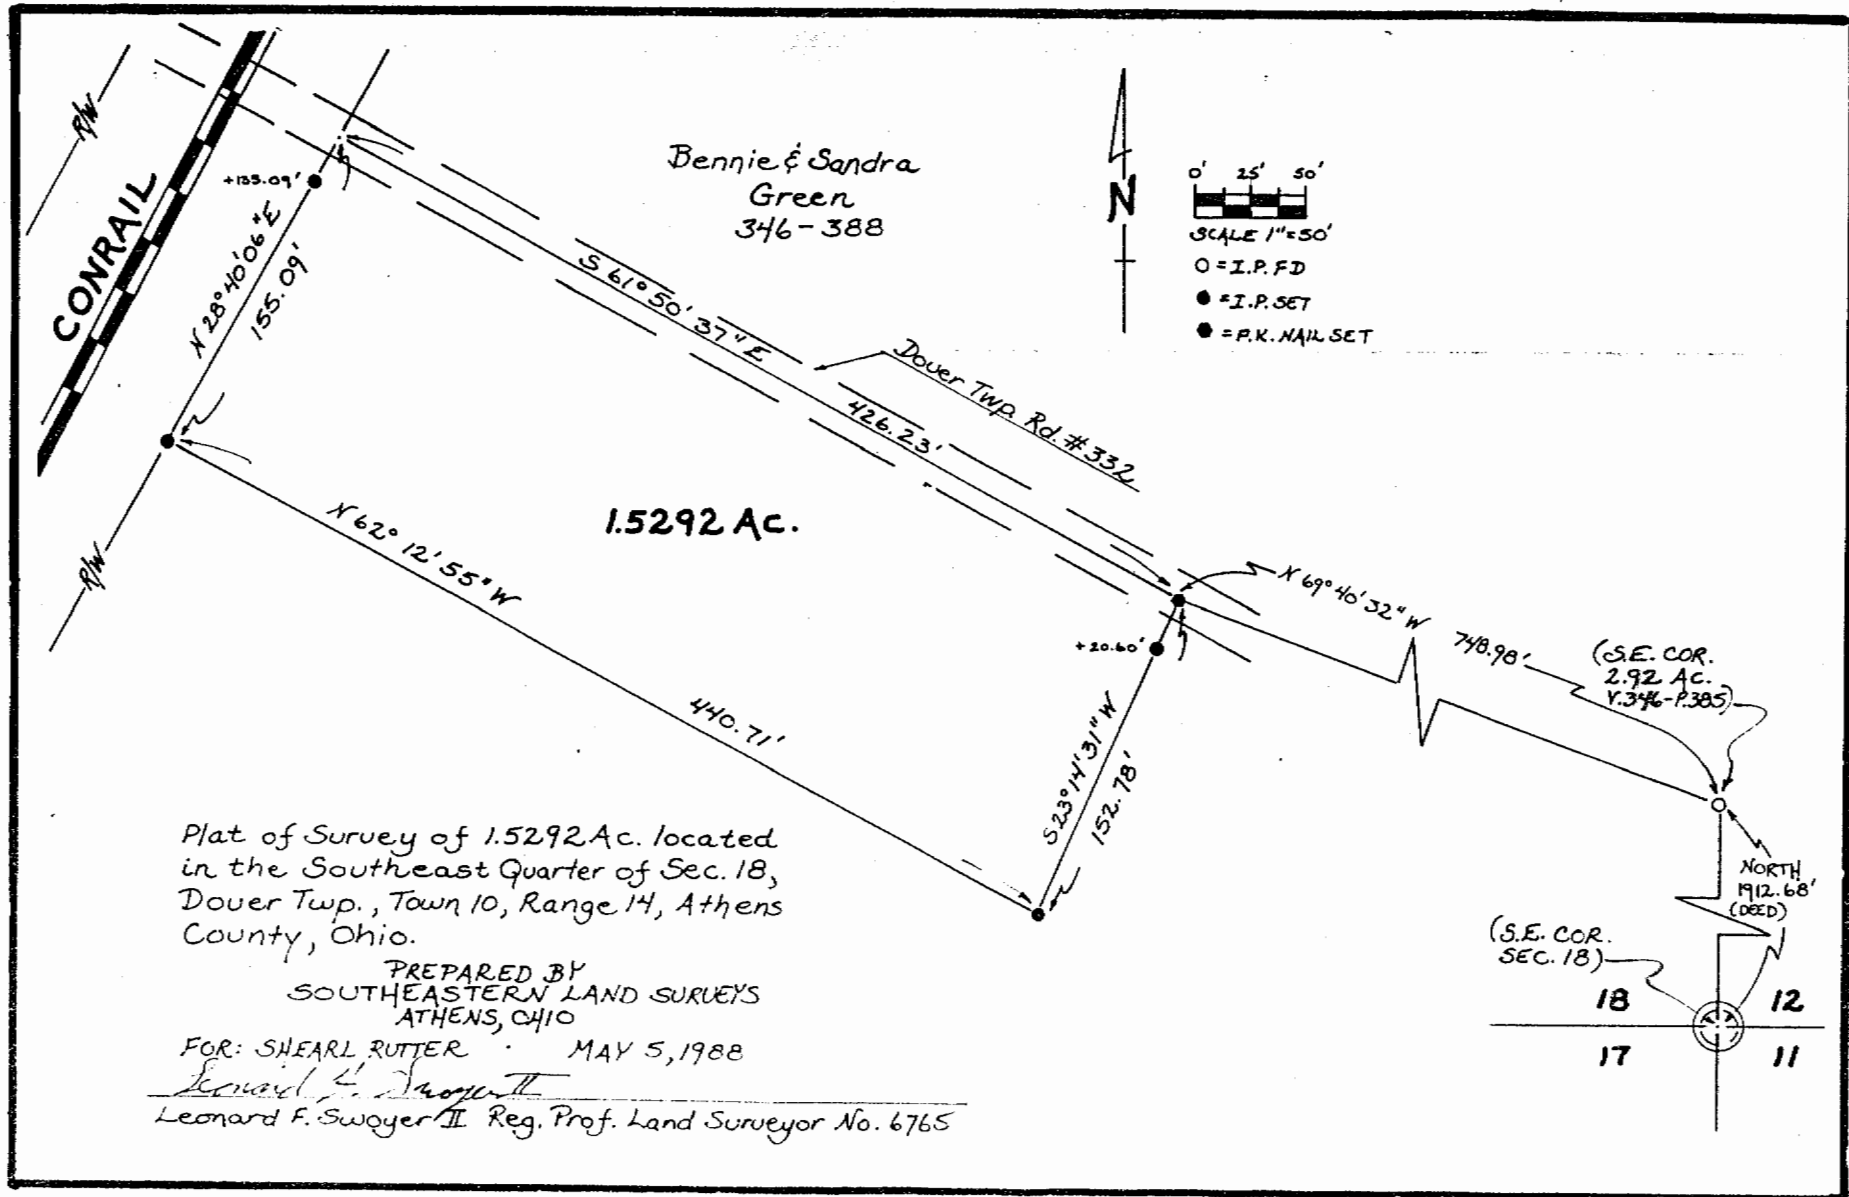 R/W
CONRAIL
+135.09'
N 28° 40' 06" E
155.09'
Bennie & Sandra
Green
346-388
N
0' 25' 50'
SCALE 1"=50'
O = I.P. FD
● = I.P. SET
⬣ = P.K. NAIL SET
S 61° 50' 37" E
426.23'
Dover Twp. Rd. #332
1.5292 Ac.
N 62° 12' 55" W
440.71'
R/W
N 69° 40' 32" W
748.98'
(S.E. COR.
2.92 AC.
V.346-P.385)
+20.60'
S 23° 14' 31" W
152.78'
NORTH
1912.68'
(DEED)
(S.E. COR.
SEC. 18)
18 12
17 11
Plat of Survey of 1.5292 Ac. located
in the Southeast Quarter of Sec. 18,
Dover Twp., Town 10, Range 14, Athens
County, Ohio.
PREPARED BY
SOUTHEASTERN LAND SURVEYS
ATHENS, OHIO
FOR: SHEARL RUTTER · MAY 5, 1988
Leonard F. Swoyer II
Leonard F. Swoyer II Reg. Prof. Land Surveyor No. 6765